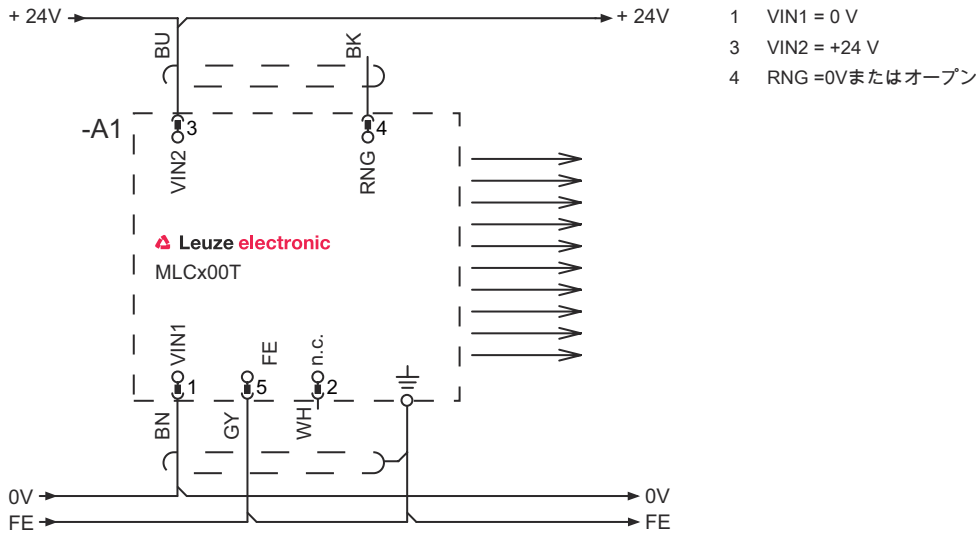 + 24V
+ 24V
1 VIN1 = 0 V
3 VIN2 = +24 V
4 RNG =0Vまたはオープン
BU
BK
-A1
3
4
VIN2
RNG
Leuze electronic
MLCx00T
VIN1
FE
n.c.
1
5
2
BN
GY
WH
0V
0V
FE
FE